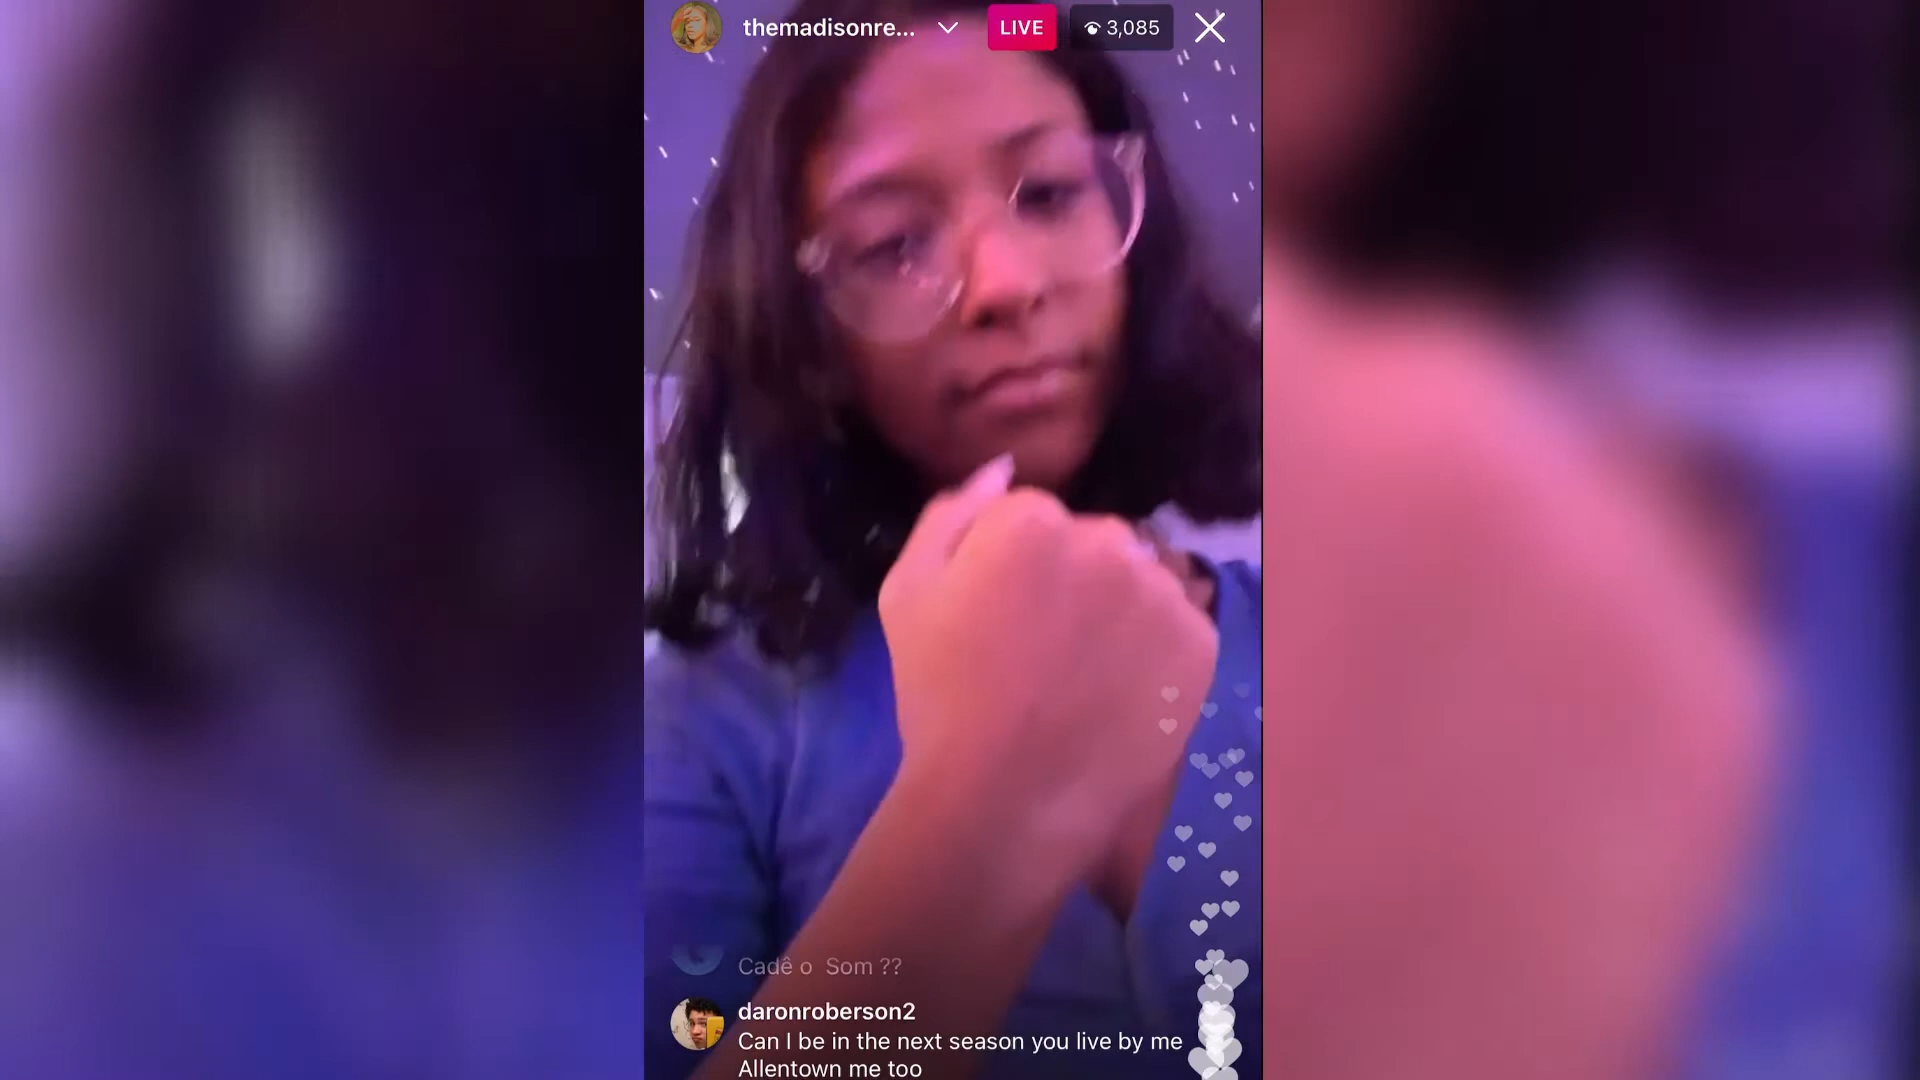 themadisonre...
LIVE
3,085
Cadê o Som ??
daronroberson2
Can I be in the next season you live by me
Allentown me too